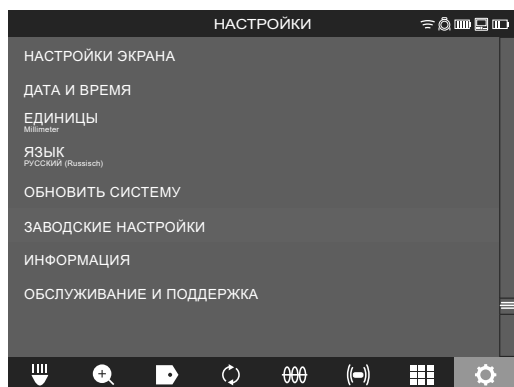 НАСТРОЙКИ
НАСТРОЙКИ ЭКРАНА
ДАТА И ВРЕМЯ
ЕДИНИЦЫ
Millimeter
ЯЗЫК
РУССКИЙ (Russisch)
ОБНОВИТЬ СИСТЕМУ
ЗАВОДСКИЕ НАСТРОЙКИ
ИНФОРМАЦИЯ
ОБСЛУЖИВАНИЕ И ПОДДЕРЖКА